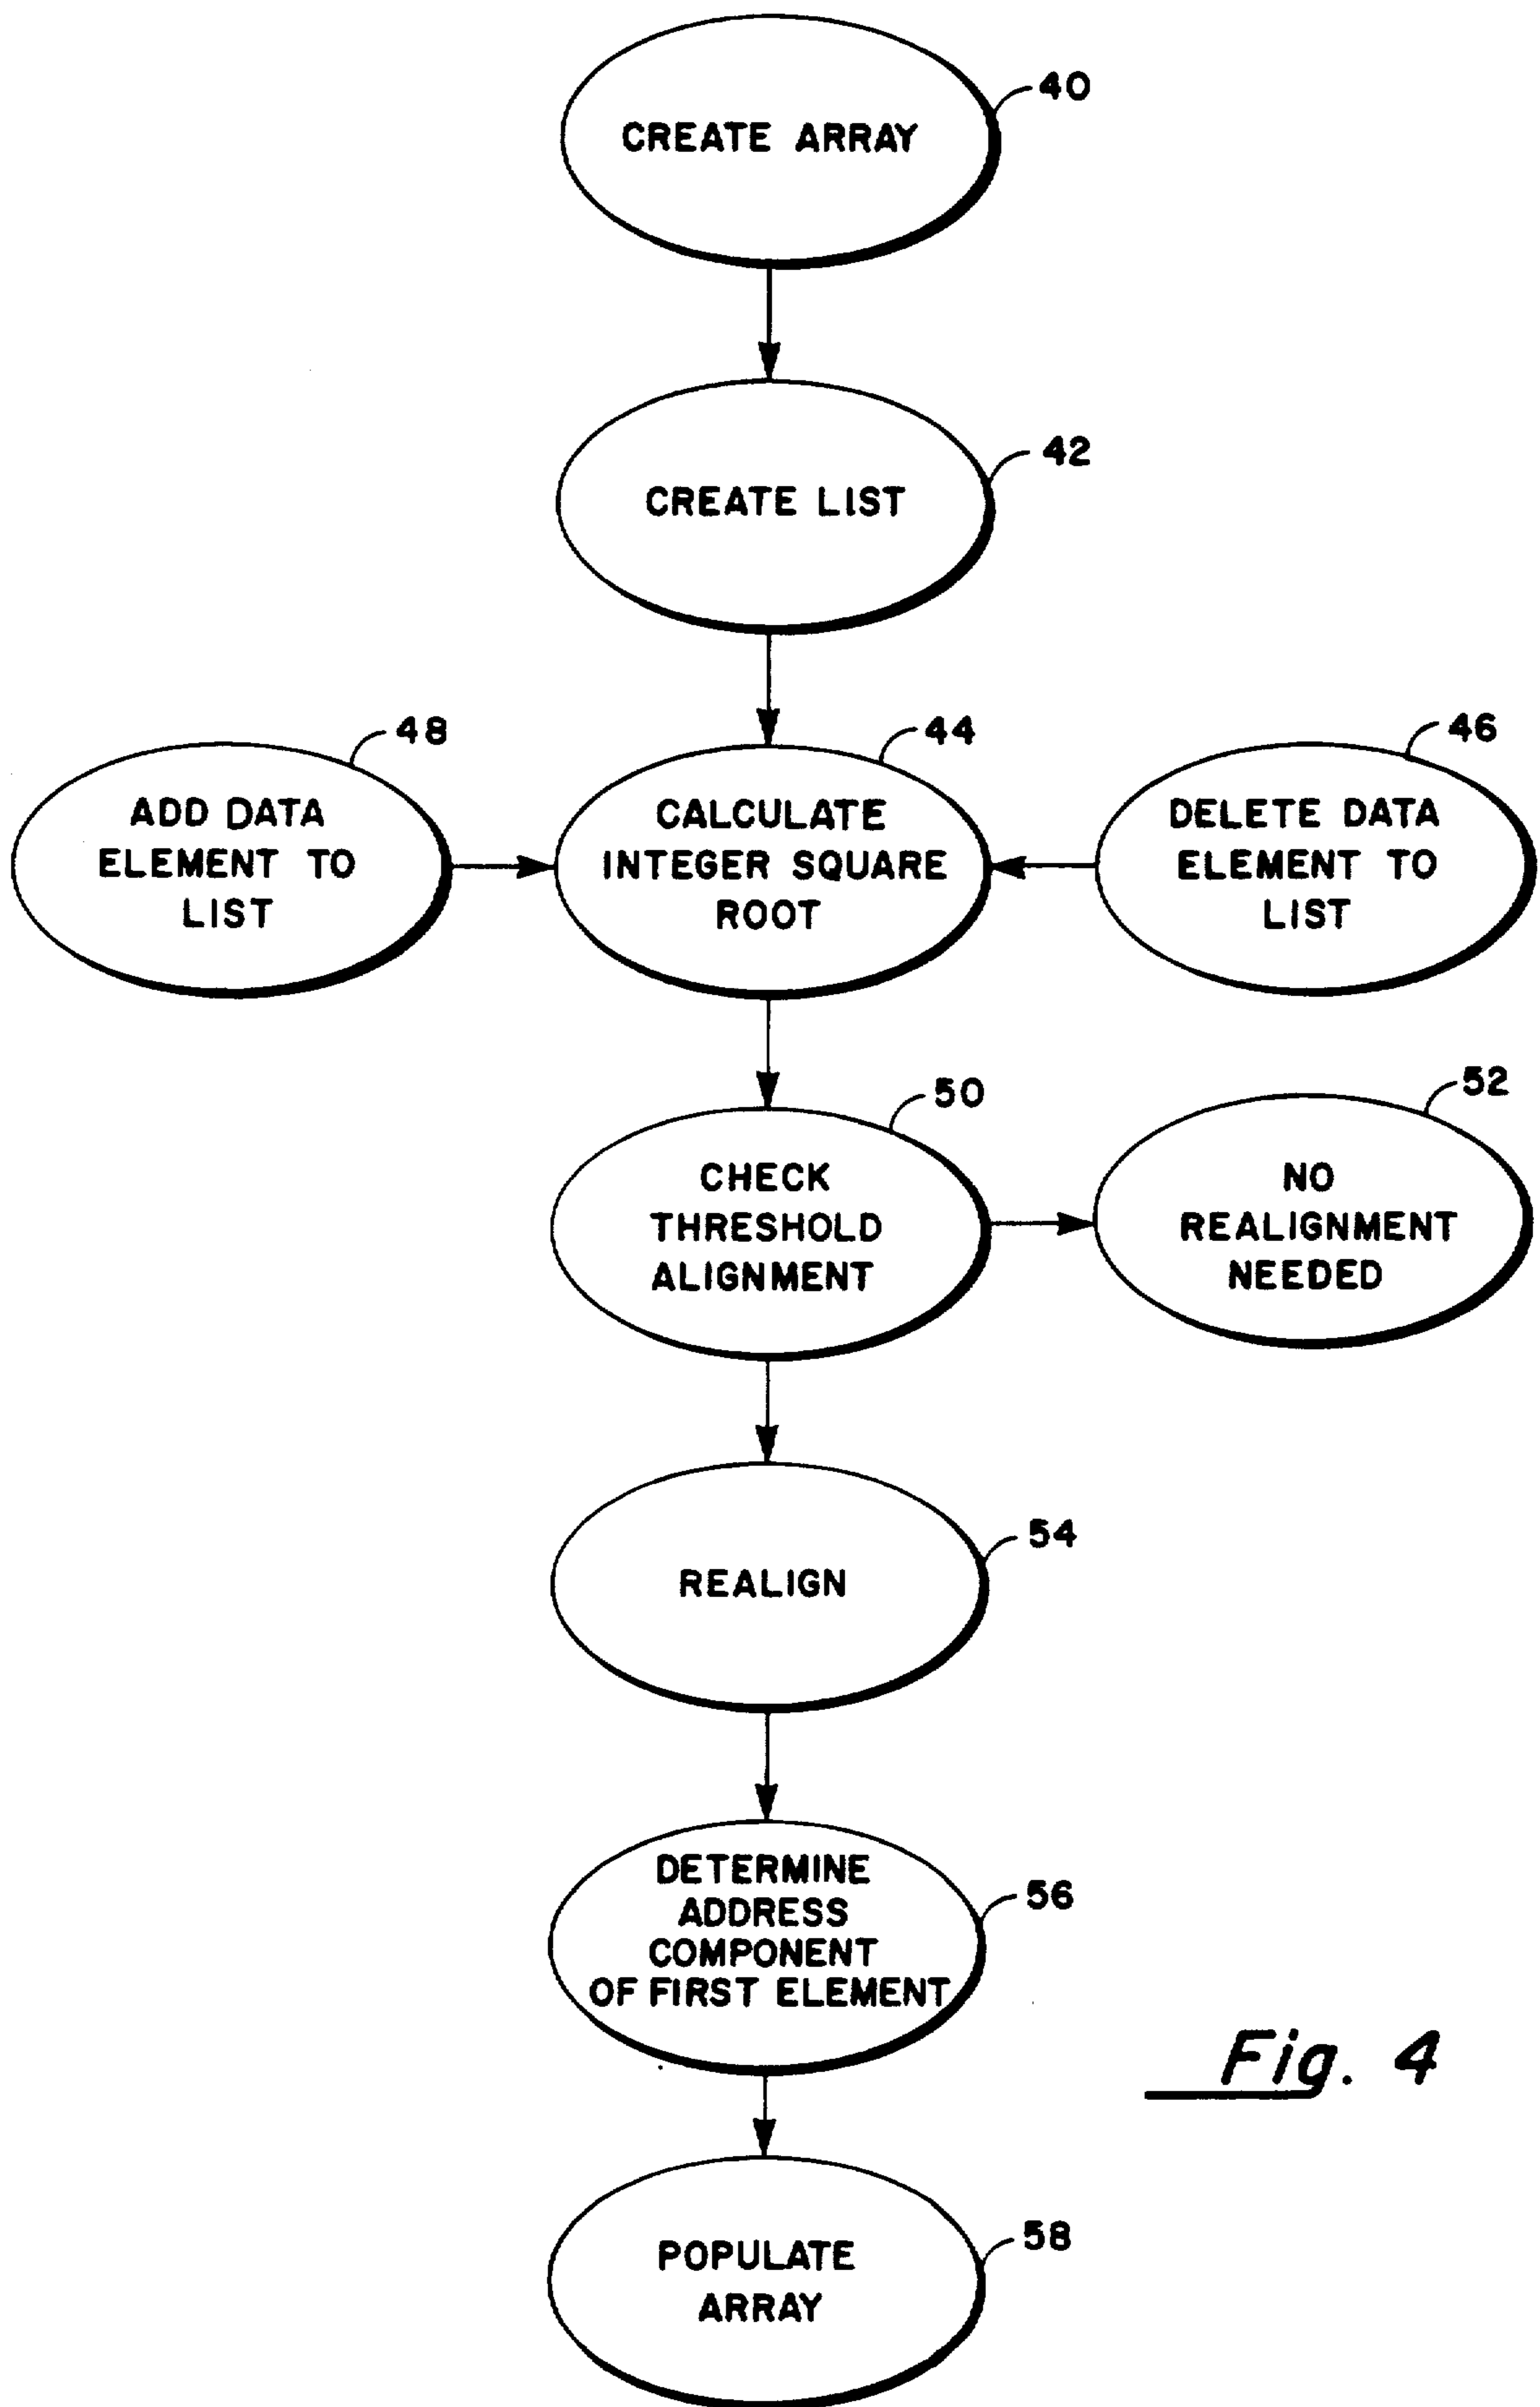 40
CREATE ARRAY
42
CREATE LIST
48
ADD DATA
ELEMENT TO
LIST
44
CALCULATE
INTEGER SQUARE
ROOT
46
DELETE DATA
ELEMENT TO
LIST
50
CHECK
THRESHOLD
ALIGNMENT
52
NO
REALIGNMENT
NEEDED
54
REALIGN
56
DETERMINE
ADDRESS
COMPONENT
OF FIRST ELEMENT
Fig. 4
58
POPULATE
ARRAY